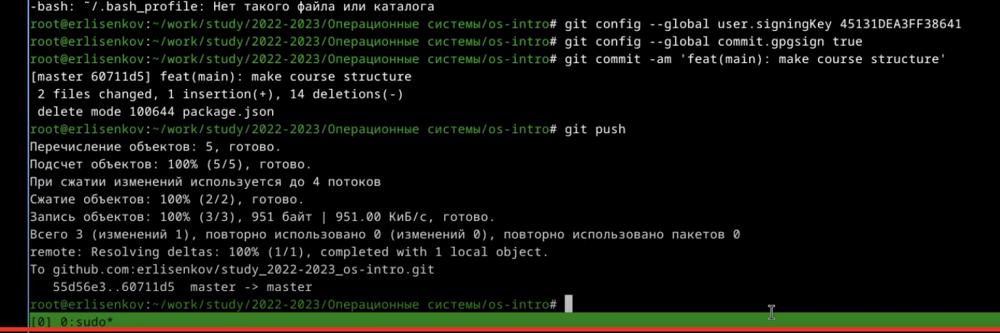 -bash: ˜/.bash_profile: Нет такого файла или каталога
root@erlisenkov:~/work/study/2022-2023/Операционные системы/os-intro# git config --global user.signingKey 45131DEA3FF38641
root@erlisenkov:~/work/study/2022-2023/Операционные системы/os-intro# git config --global commit.gpgsign true
root@erlisenkov:~/work/study/2022-2023/Операционные системы/os-intro# git commit -am 'feat(main): make course structure'
[master 60711d5] feat(main): make course structure
 2 files changed, 1 insertion(+), 14 deletions(-)
 delete mode 100644 package.json
root@erlisenkov:~/work/study/2022-2023/Операционные системы/os-intro# git push
Перечисление объектов: 5, готово.
Подсчет объектов: 100% (5/5), готово.
При сжатии изменений используется до 4 потоков
Сжатие объектов: 100% (2/2), готово.
Запись объектов: 100% (3/3), 951 байт | 951.00 КиБ/с, готово.
Всего 3 (изменений 1), повторно использовано 0 (изменений 0), повторно использовано пакетов 0
remote: Resolving deltas: 100% (1/1), completed with 1 local object.
To github.com:erlisenkov/study_2022-2023_os-intro.git
   55d56e3..60711d5  master -> master
root@erlisenkov:~/work/study/2022-2023/Операционные системы/os-intro#
[0] 0:sudo*